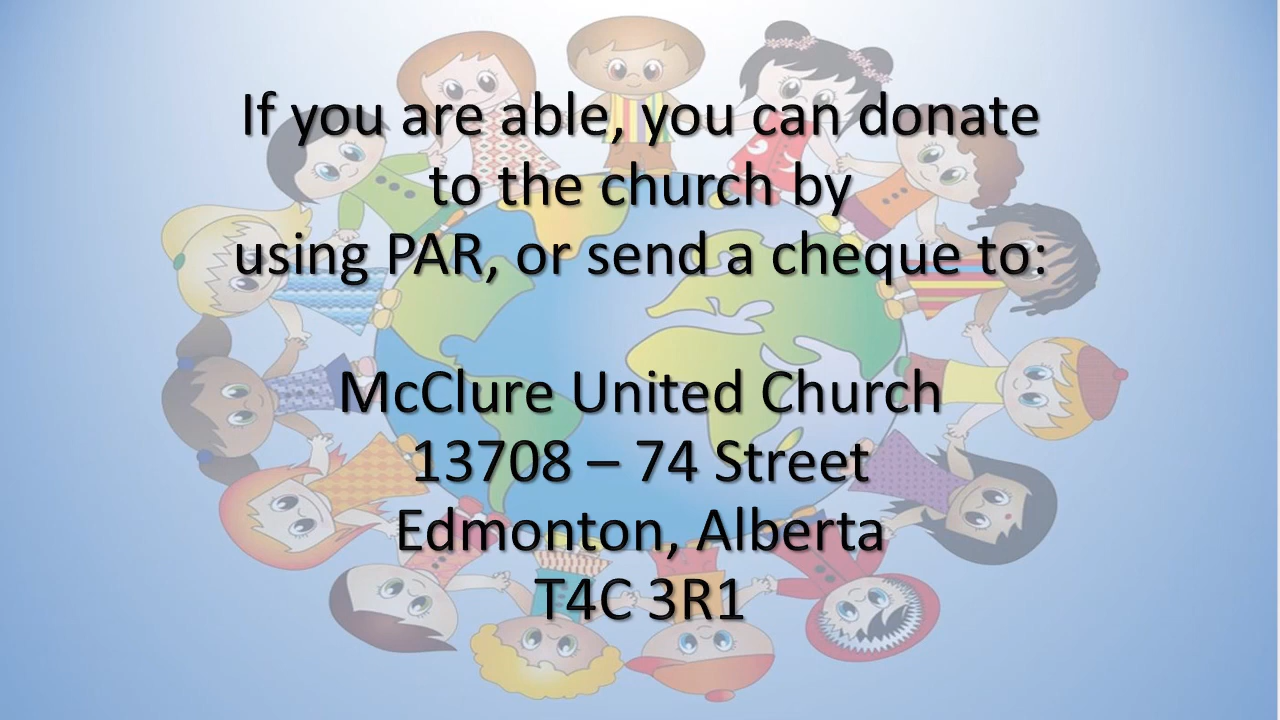 If you are able, you can donate
to the church by
using PAR, or send a cheque to:
McClure United Church
13708 – 74 Street
Edmonton, Alberta
T4C 3R1